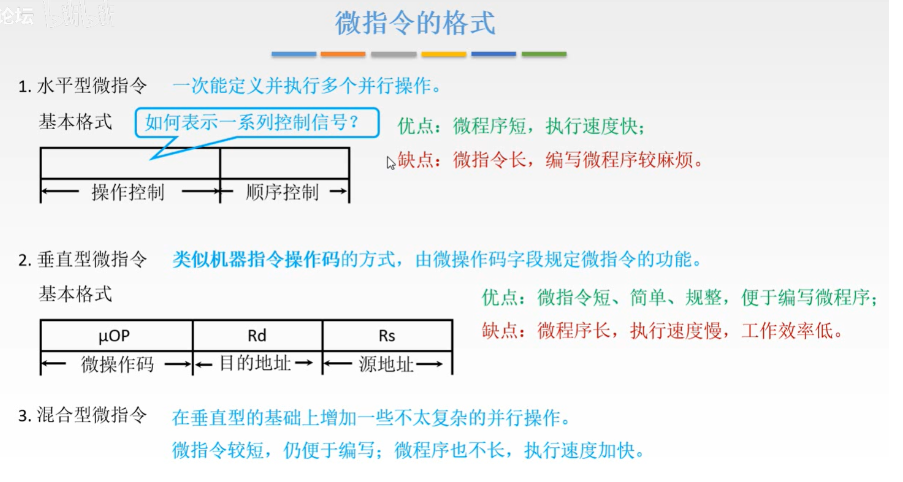 论坛
微指令的格式
1. 水平型微指令 一次能定义并执行多个并行操作。
基本格式 如何表示一系列控制信号？ 优点：微程序短，执行速度快；
缺点：微指令长，编写微程序较麻烦。
操作控制 顺序控制
2. 垂直型微指令 类似机器指令操作码的方式，由微操作码字段规定微指令的功能。
基本格式
优点：微指令短、简单、规整，便于编写微程序；
μOP Rd Rs
缺点：微程序长，执行速度慢，工作效率低。
微操作码 目的地址 源地址
3. 混合型微指令 在垂直型的基础上增加一些不太复杂的并行操作。
微指令较短，仍便于编写；微程序也不长，执行速度加快。